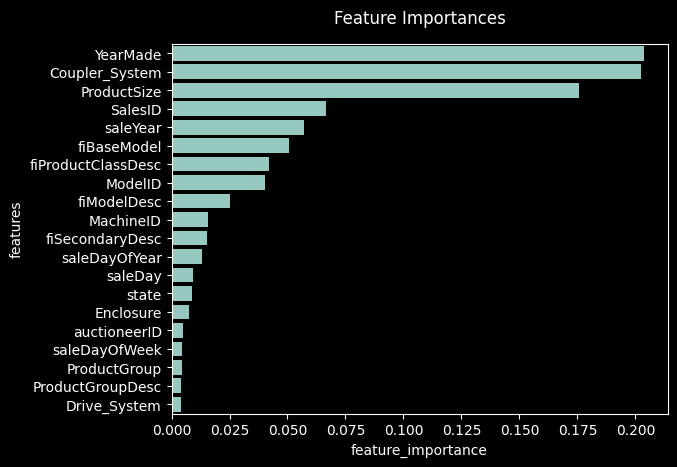 Feature Importances
YearMade
Coupler_System
ProductSize
SalesID
saleYear
fiBaseModel
fiProductClassDesc
ModelID
fiModelDesc
MachineID
fiSecondaryDesc
saleDayOfYear
saleDay
state
Enclosure
auctioneerID
saleDayOfWeek
ProductGroup
ProductGroupDesc
Drive_System
features
0.000 0.025 0.050 0.075 0.100 0.125 0.150 0.175 0.200
feature_importance